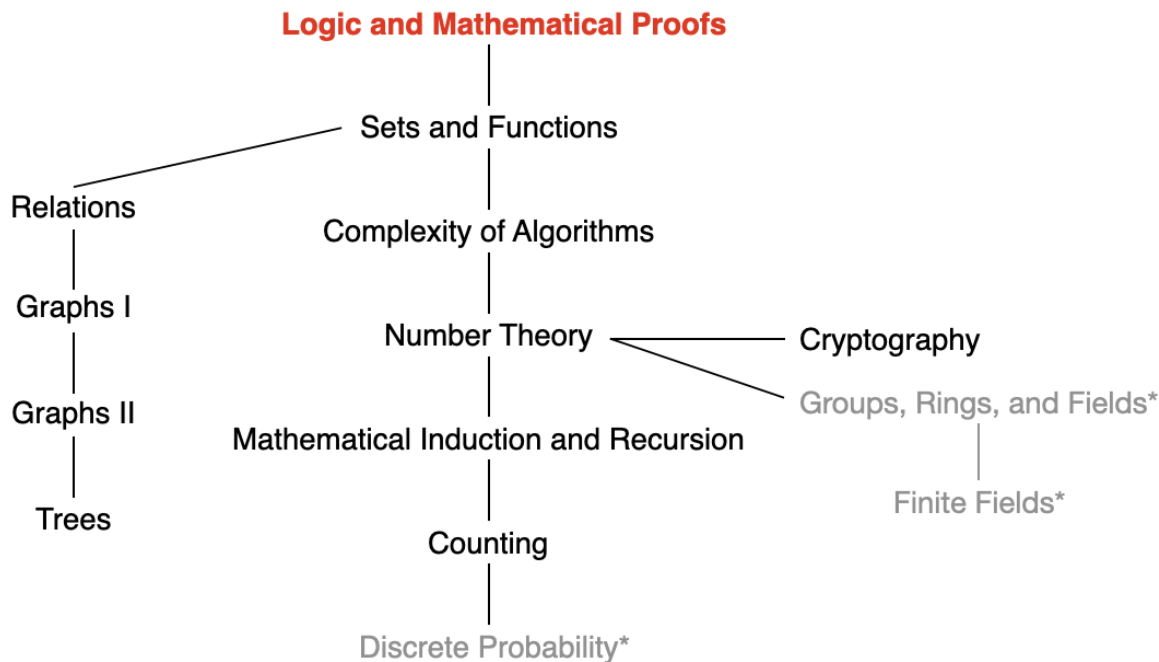 Logic and Mathematical Proofs
Sets and Functions
Relations
Complexity of Algorithms
Graphs I
Number Theory
Cryptography
Groups, Rings, and Fields*
Graphs II
Mathematical Induction and Recursion
Finite Fields*
Trees
Counting
Discrete Probability*